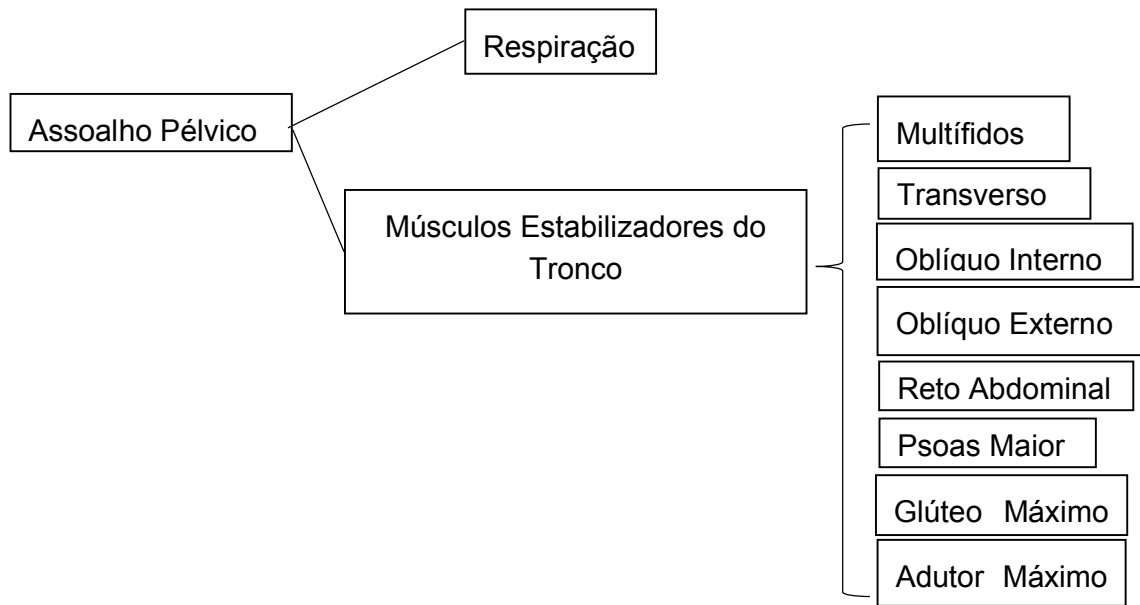 Respiração
Assoalho Pélvico
Músculos Estabilizadores do
Tronco
Multífidos
Transverso
Oblíquo Interno
Oblíquo Externo
Reto Abdominal
Psoas Maior
Glúteo Máximo
Adutor Máximo